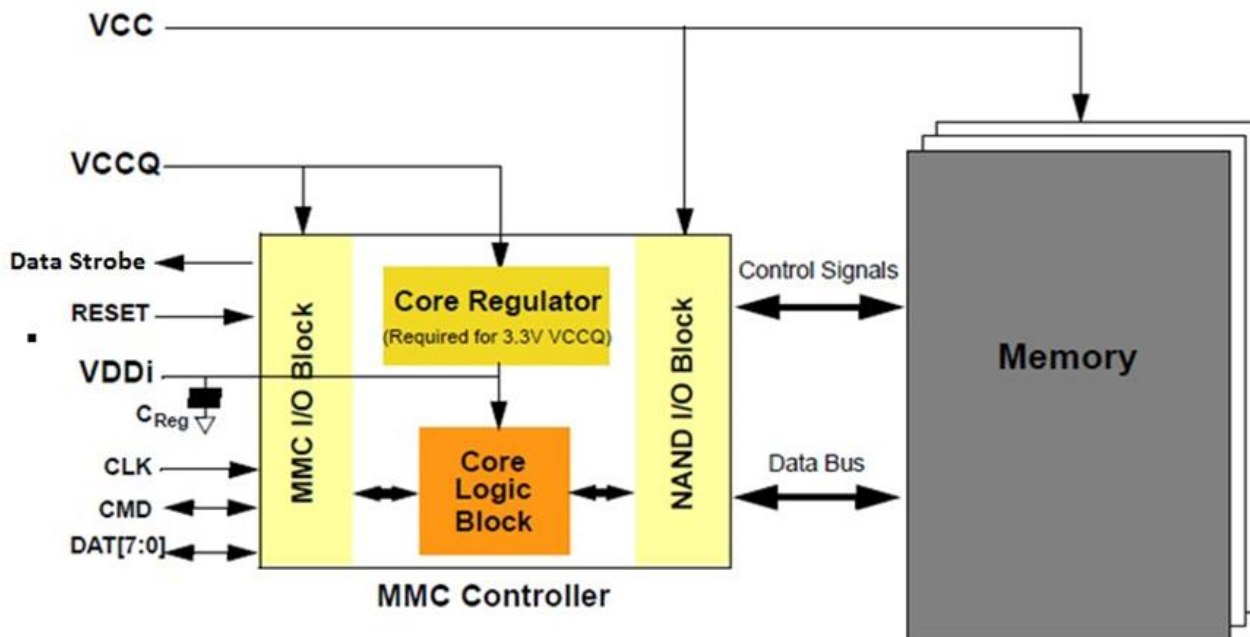 VCC
VCCQ
Data Strobe
RESET
VDDi
CReg
CLK
CMD
DAT[7:0]
MMC I/O Block
Core Regulator
(Required for 3.3V VCCQ)
Core
Logic
Block
NAND I/O Block
MMC Controller
Control Signals
Data Bus
Memory